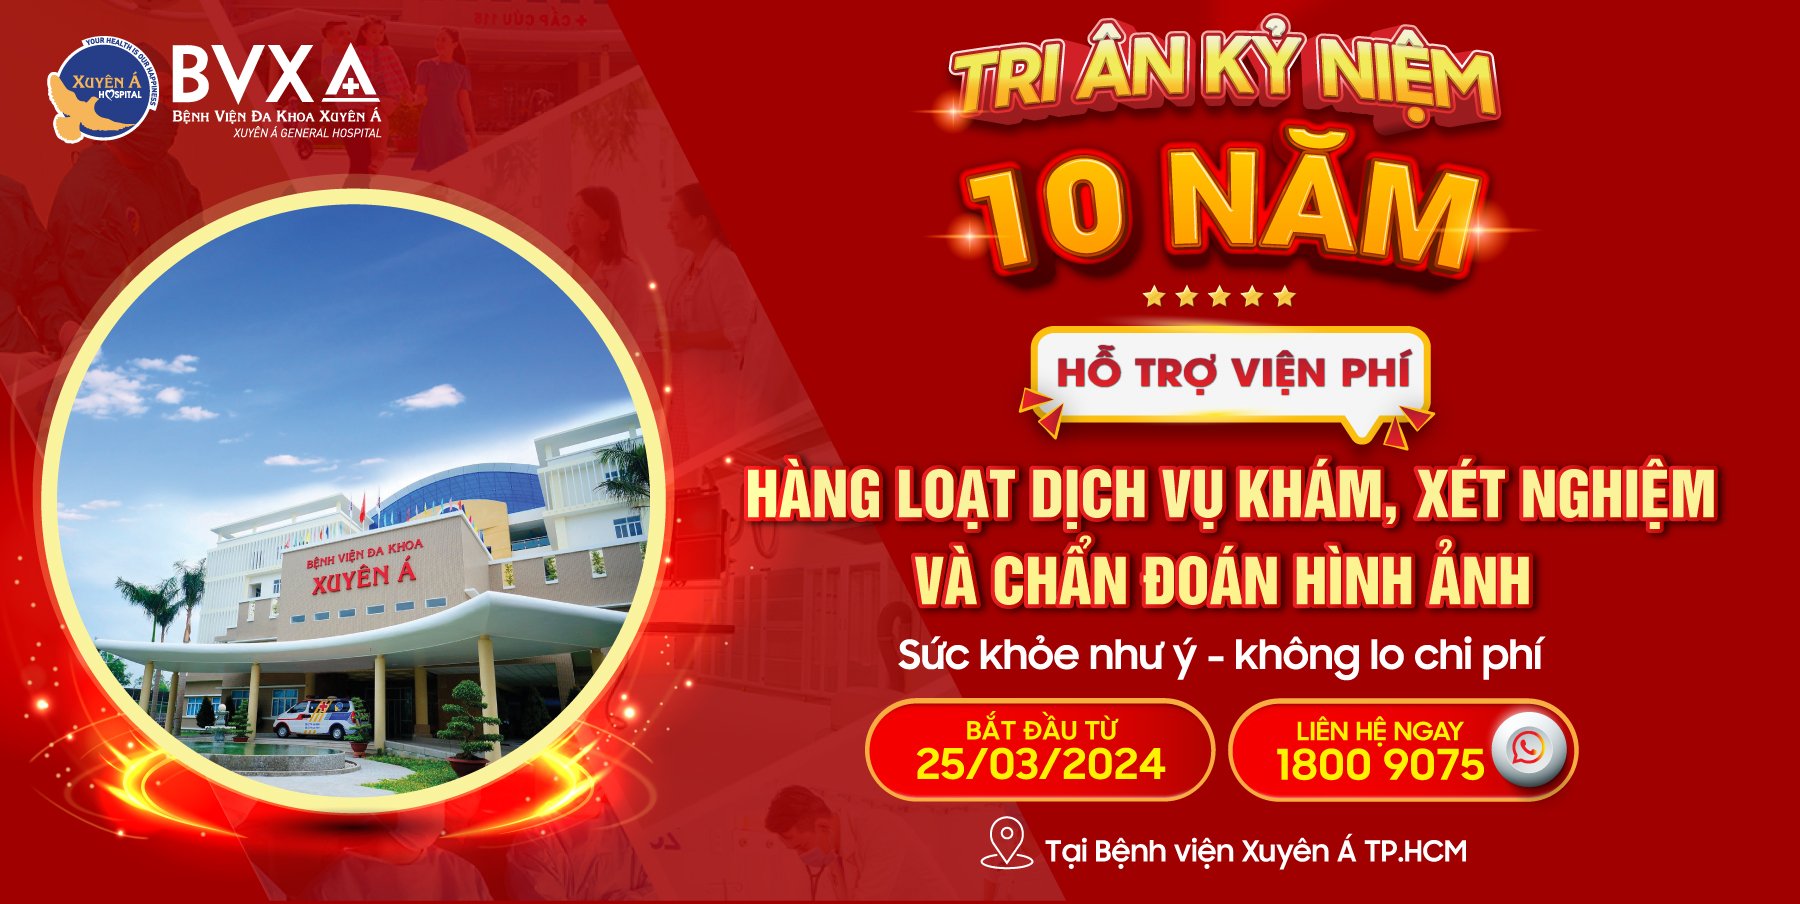 YOUR HEALTH IS OUR HAPPINESS
XUYÊN Á
HOSPITAL
BVXA
BỆNH VIỆN ĐA KHOA XUYÊN Á
XUYÊN Á GENERAL HOSPITAL
CẤP CỨU 115
TRI ÂN KỶ NIỆM
10 NĂM
HỖ TRỢ VIỆN PHÍ
HÀNG LOẠT DỊCH VỤ KHÁM, XÉT NGHIỆM
VÀ CHẨN ĐOÁN HÌNH ẢNH
Sức khỏe như ý - không lo chi phí
BẮT ĐẦU TỪ
25/03/2024
LIÊN HỆ NGAY
1800 9075
Tại Bệnh viện Xuyên Á TP.HCM
BỆNH VIỆN ĐA KHOA
XUYÊN Á